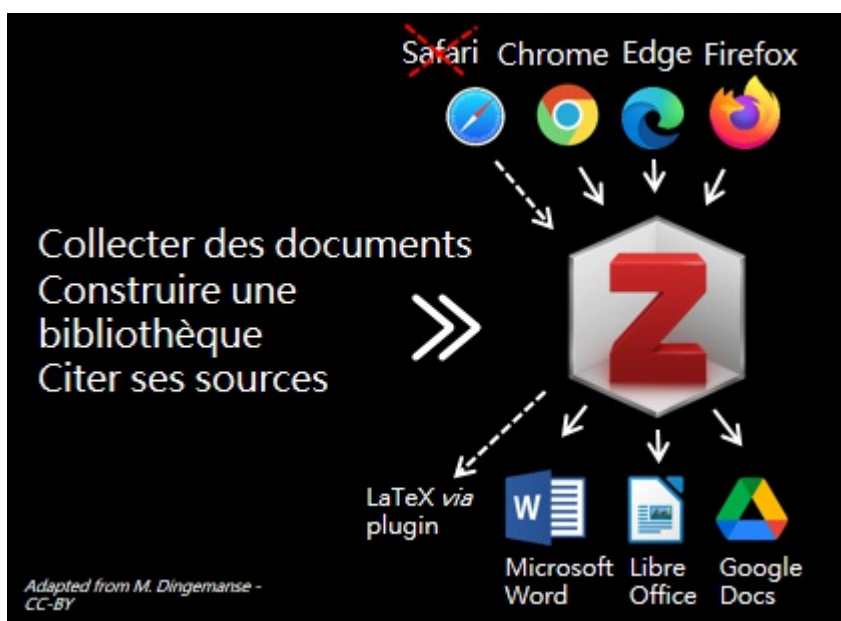 Safari Chrome Edge Firefox
Collecter des documents
Construire une
bibliothèque
Citer ses sources
Z
LaTeX via
plugin
W
Microsoft
Word
Libre
Office
Google
Docs
Adapted from M. Dingemanse -
CC-BY